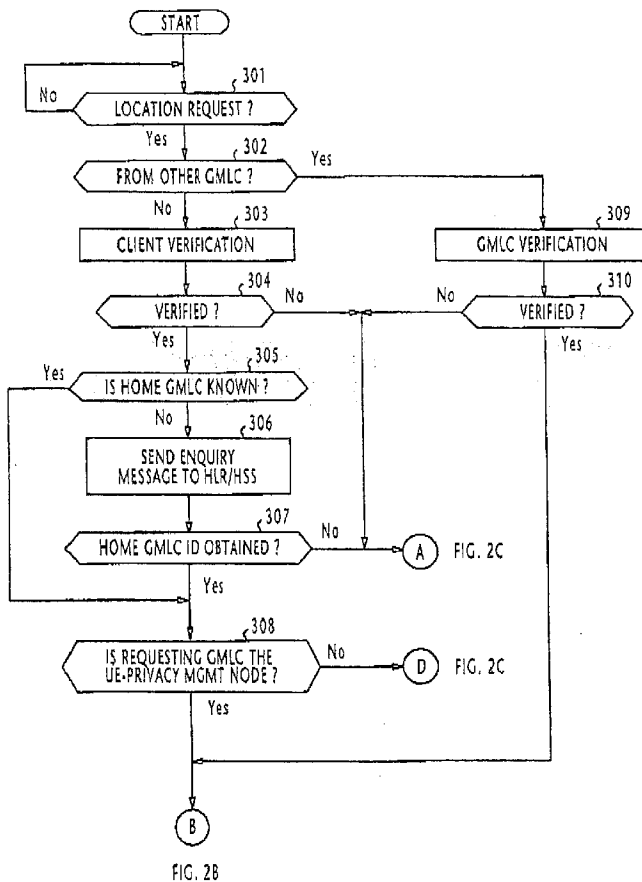 START
301
No
LOCATION REQUEST ?
Yes
302
FROM OTHER GMLC ?
Yes
No
303
309
CLIENT VERIFICATION
GMLC VERIFICATION
304
310
VERIFIED ?
No
No
VERIFIED ?
Yes
Yes
305
Yes
IS HOME GMLC KNOWN ?
No
306
SEND ENQUIRY
MESSAGE TO HLR/HSS
307
HOME GMLC ID OBTAINED ?
No
A
FIG. 2C
Yes
308
IS REQUESTING GMLC THE
UE-PRIVACY MGMT NODE ?
No
D
FIG. 2C
Yes
B
FIG. 2B